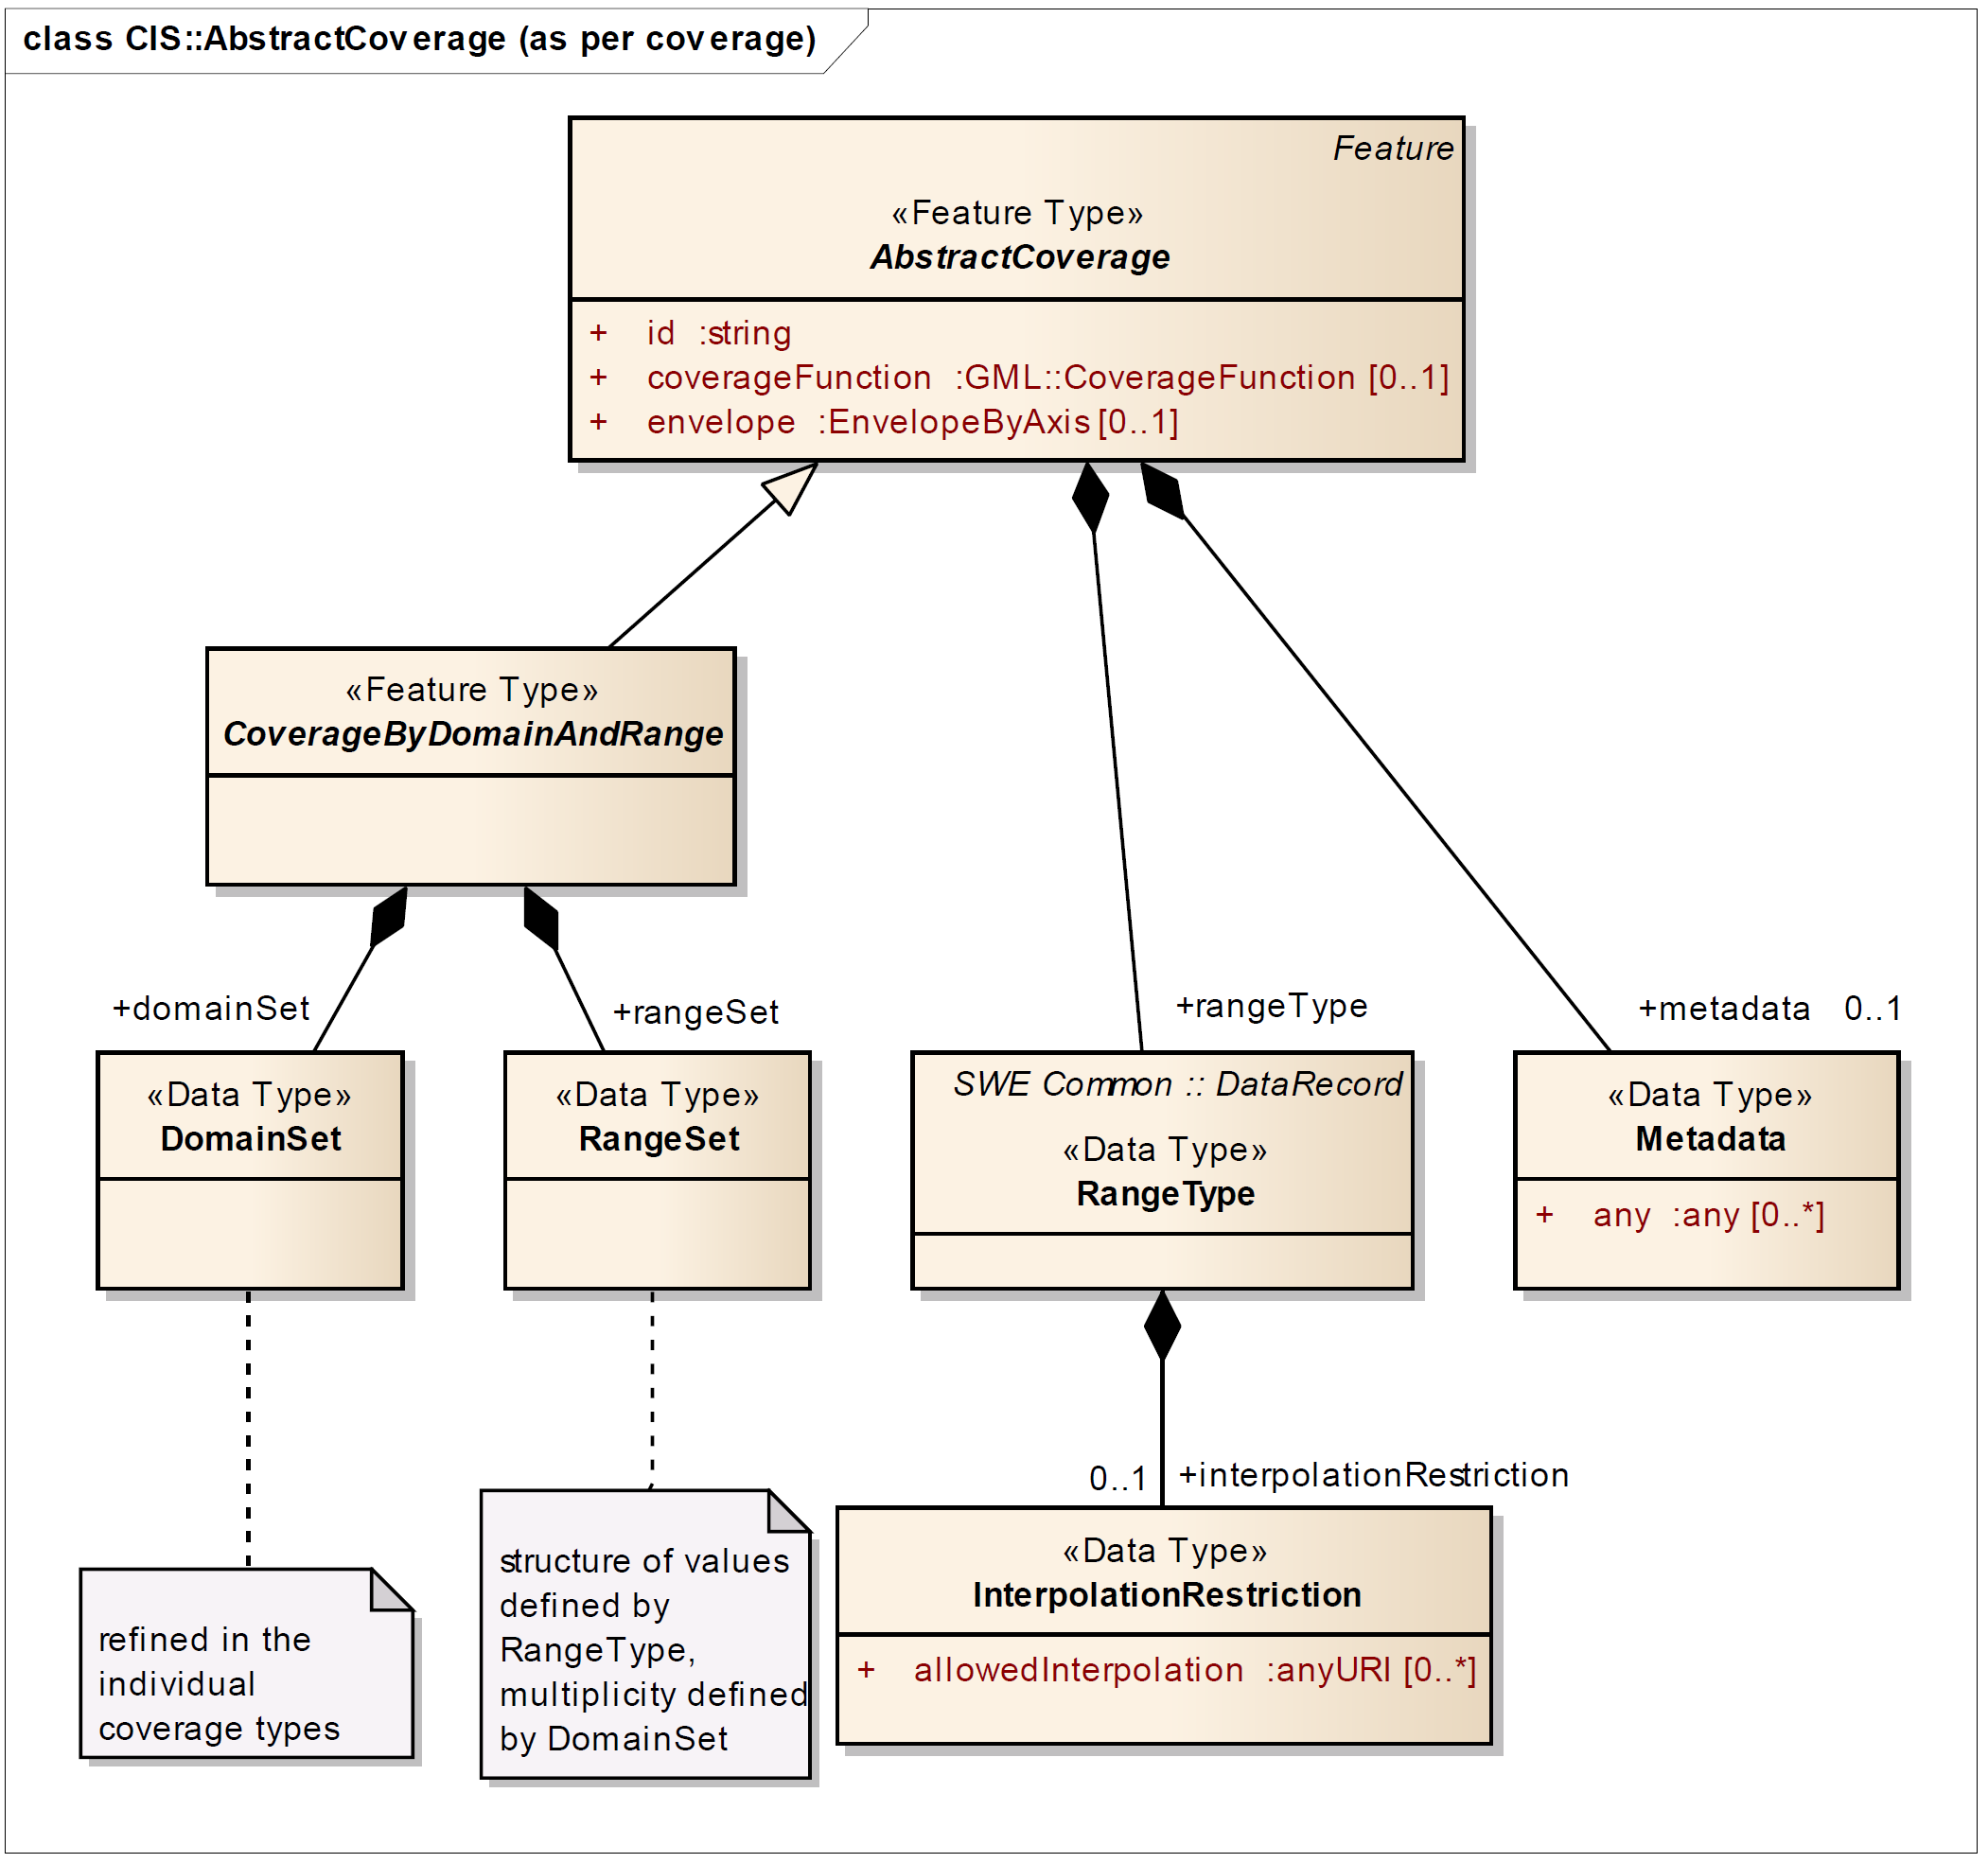 class CIS::AbstractCoverage (as per coverage)
Feature
«Feature Type»
AbstractCoverage
+ id :string
+ coverageFunction :GML::CoverageFunction [0..1]
+ envelope :EnvelopeByAxis [0..1]
«Feature Type»
CoverageByDomainAndRange
+domainSet
+rangeSet
+rangeType
+metadata 0..1
«Data Type»
DomainSet
«Data Type»
RangeSet
SWE Common :: DataRecord
«Data Type»
RangeType
«Data Type»
Metadata
+ any :any [0..*]
0..1 +interpolationRestriction
«Data Type»
InterpolationRestriction
+ allowedInterpolation :anyURI [0..*]
refined in the
individual
coverage types
structure of values
defined by
RangeType,
multiplicity defined
by DomainSet